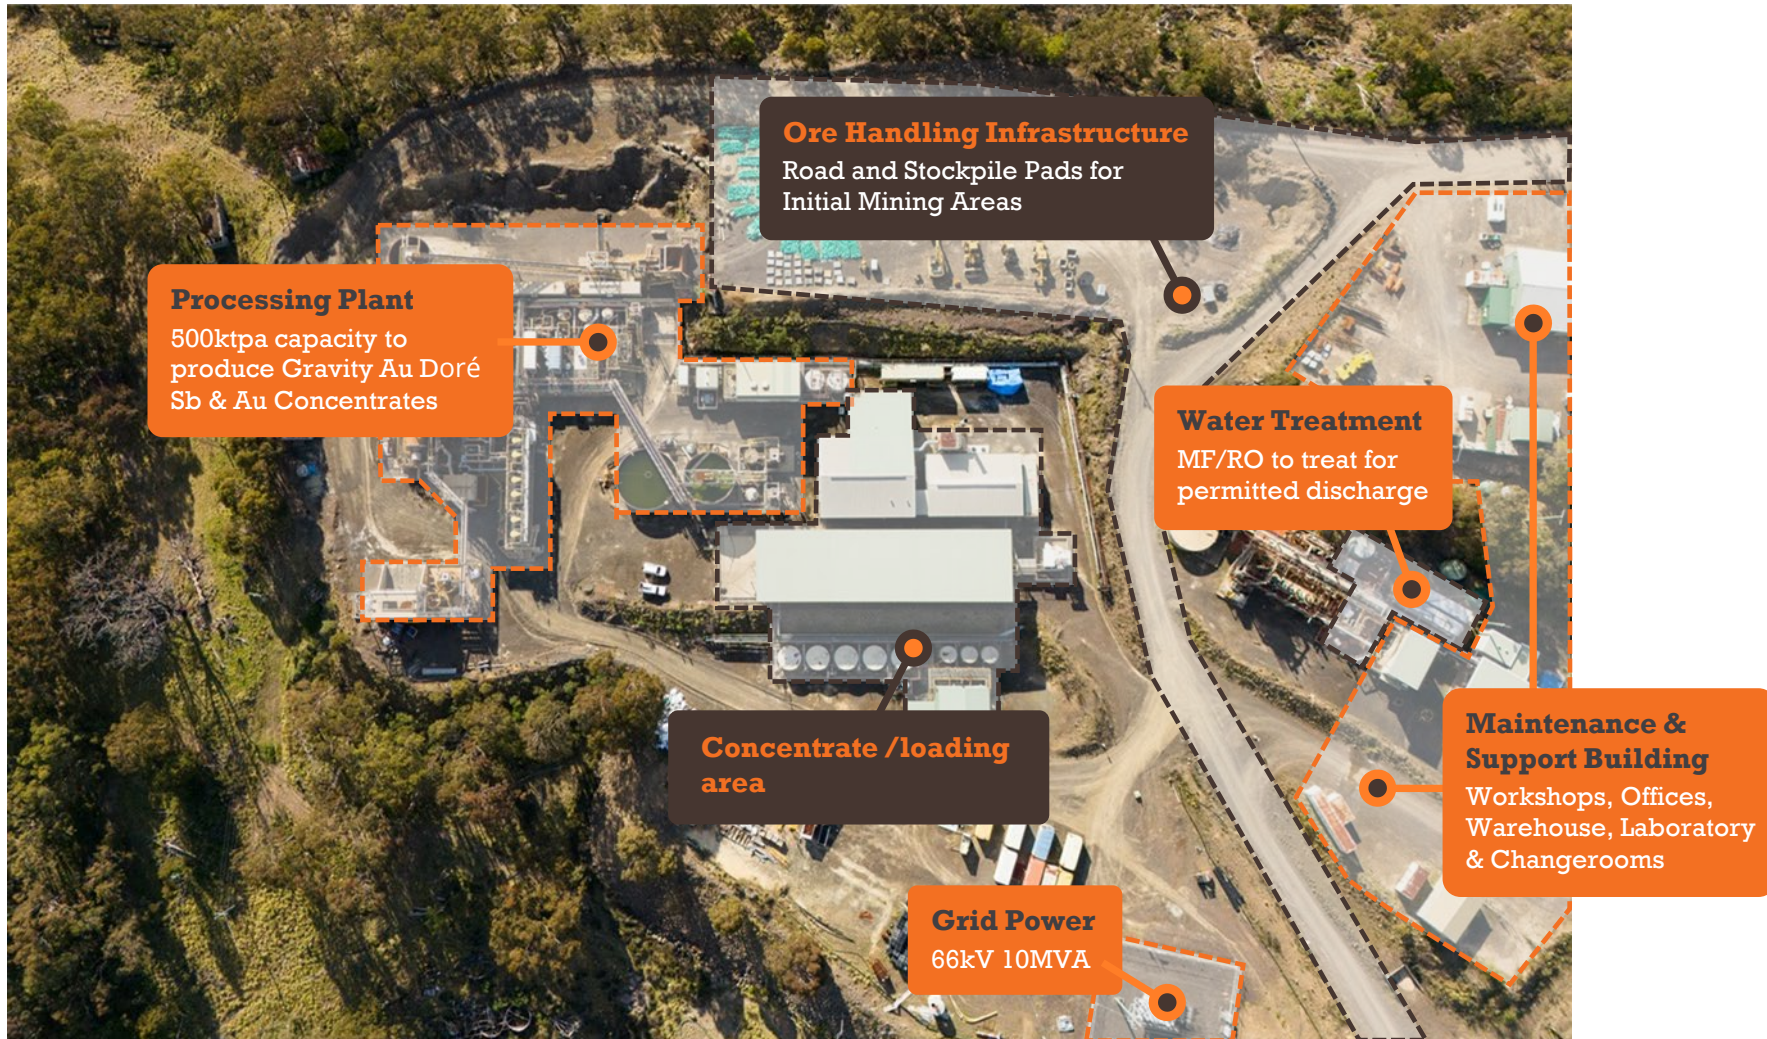 Ore Handling Infrastructure
Road and Stockpile Pads for
Initial Mining Areas
Processing Plant
500ktpa capacity to
produce Gravity Au Doré
Sb & Au Concentrates
Water Treatment
MF/RO to treat for
permitted discharge
Concentrate /loading
area
Maintenance &
Support Building
Workshops, Offices,
Warehouse, Laboratory
& Changerooms
Grid Power
66kV 10MVA